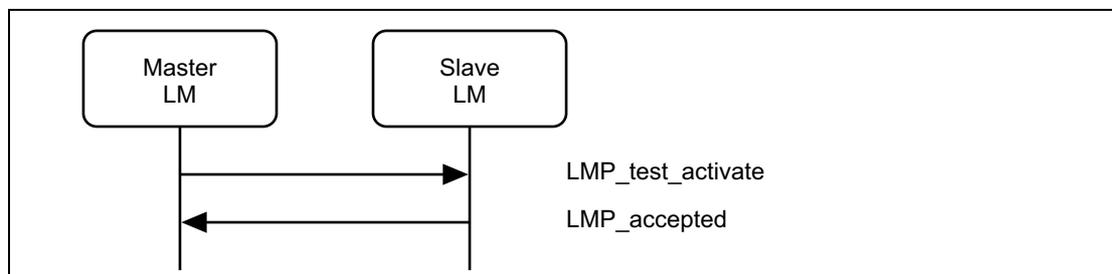 Master
LM
Slave
LM
LMP_test_activate
LMP_accepted